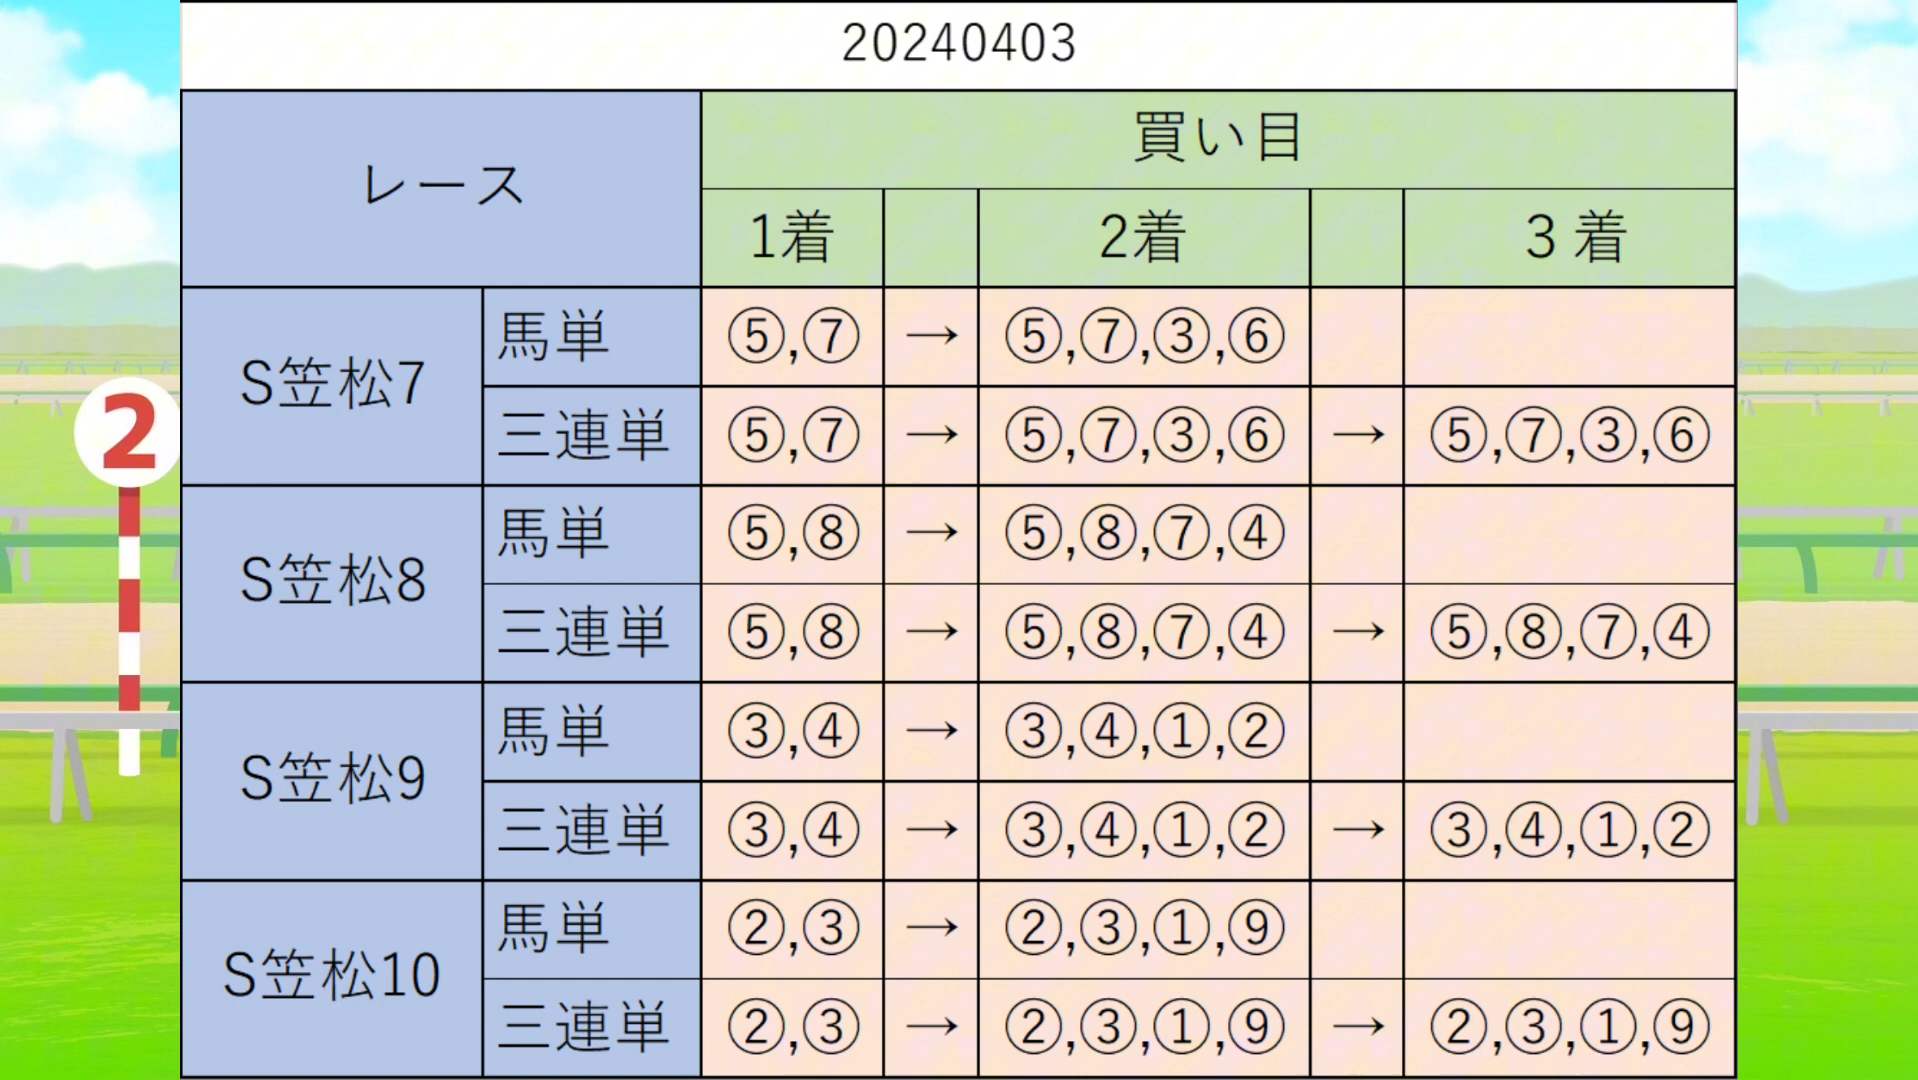 20240403
レース
買い目
1着 2着 3着
S笠松7
馬単 ⑤,⑦ → ⑤,⑦,③,⑥
三連単 ⑤,⑦ → ⑤,⑦,③,⑥ → ⑤,⑦,③,⑥
S笠松8
馬単 ⑤,⑧ → ⑤,⑧,⑦,④
三連単 ⑤,⑧ → ⑤,⑧,⑦,④ → ⑤,⑧,⑦,④
S笠松9
馬単 ③,④ → ③,④,①,②
三連単 ③,④ → ③,④,①,② → ③,④,①,②
S笠松10
馬単 ②,③ → ②,③,①,⑨
三連単 ②,③ → ②,③,①,⑨ → ②,③,①,⑨
2